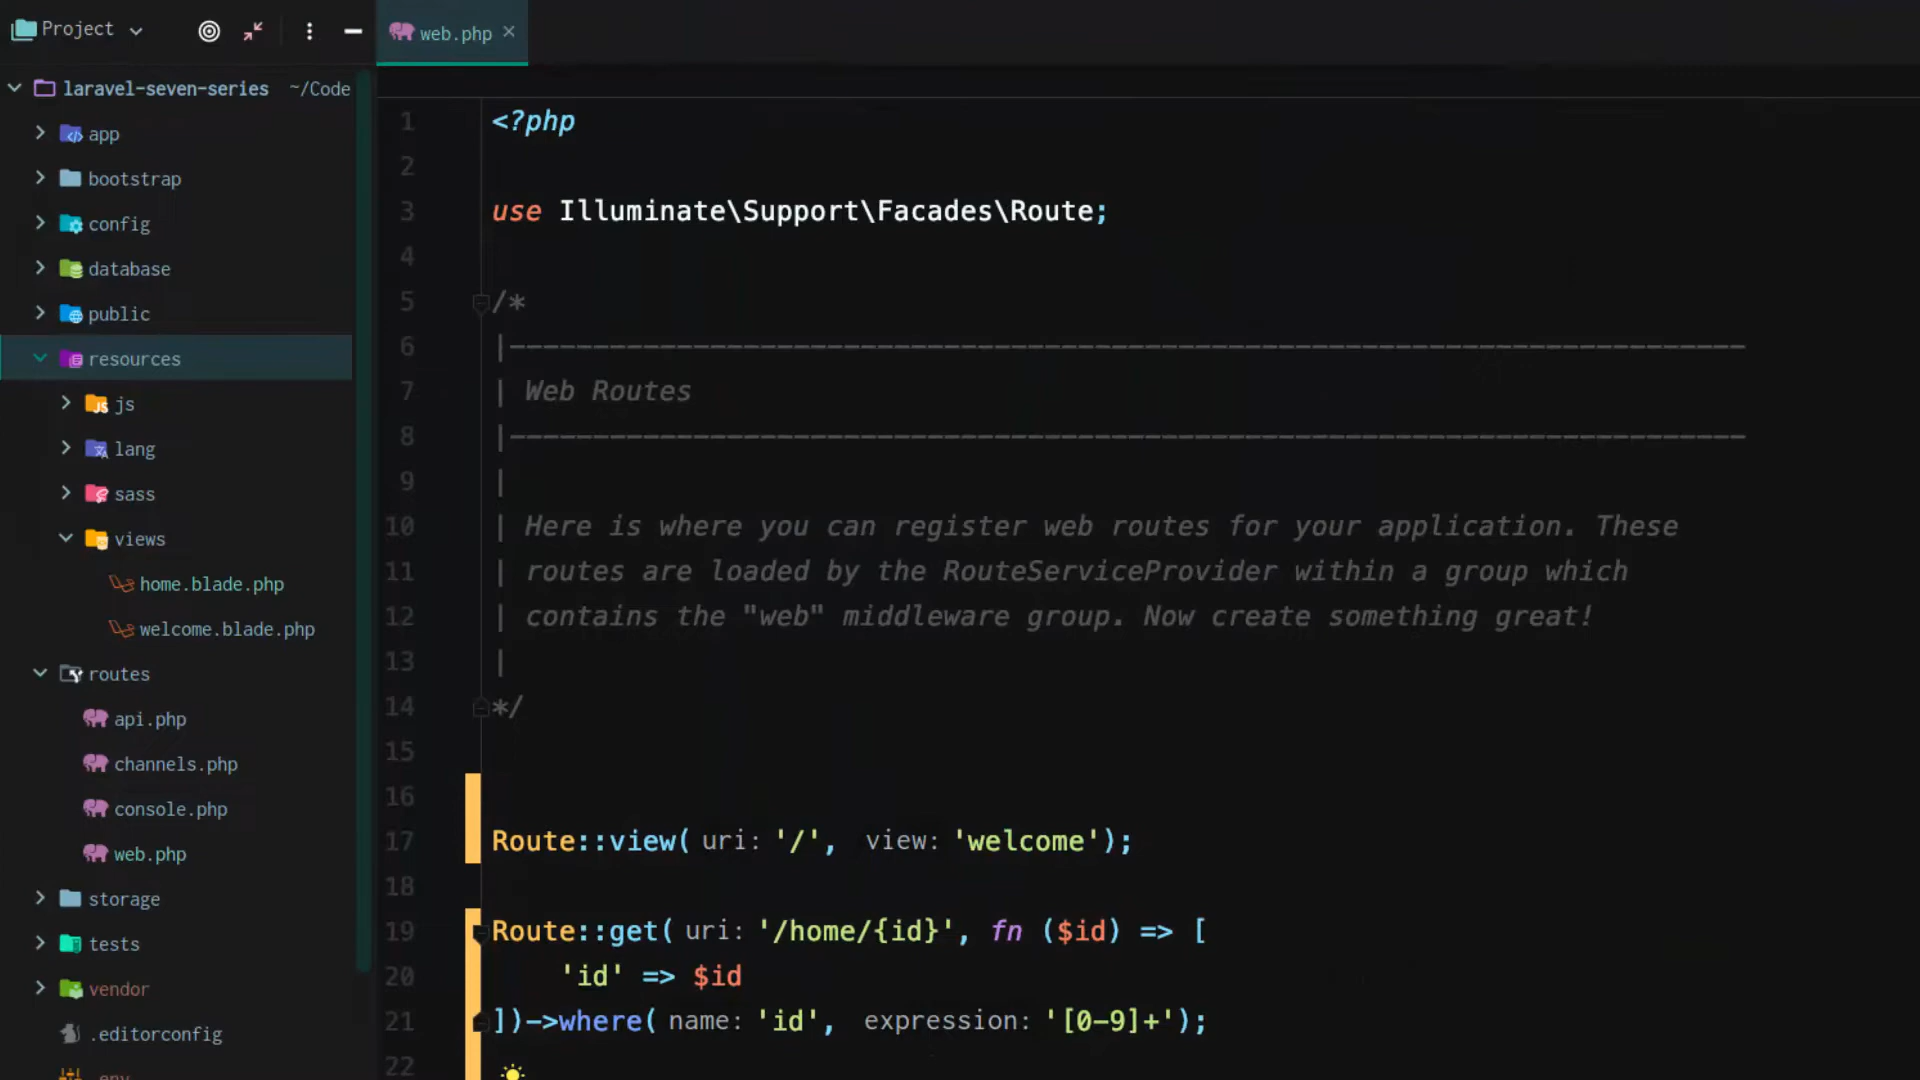 Project
web.php
laravel-seven-series ~/Code
app
bootstrap
config
database
public
resources
js
lang
sass
views
home.blade.php
welcome.blade.php
routes
api.php
channels.php
console.php
web.php
storage
tests
vendor
.editorconfig
.env
1 <?php
2
3 use Illuminate\Support\Facades\Route;
4
5 /*
6 |--------------------------------------------------------------------------
7 | Web Routes
8 |--------------------------------------------------------------------------
9 |
10 | Here is where you can register web routes for your application. These
11 | routes are loaded by the RouteServiceProvider within a group which
12 | contains the "web" middleware group. Now create something great!
13 |
14 */
15
16
17 Route::view( uri: '/', view: 'welcome');
18
19 Route::get( uri: '/home/{id}', fn ($id) => [
20 'id' => $id
21 ])->where( name: 'id', expression: '[0-9]+');
22